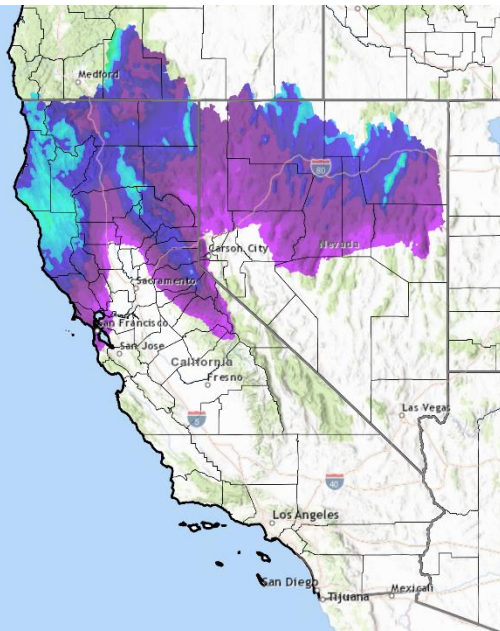 Medford
80
Carson City
Nevada
Sacramento
San Francisco
San Jose
California
Fresno
5
Las Vegas
40
Los Angeles
San Diego
Tijuana
Mexicali